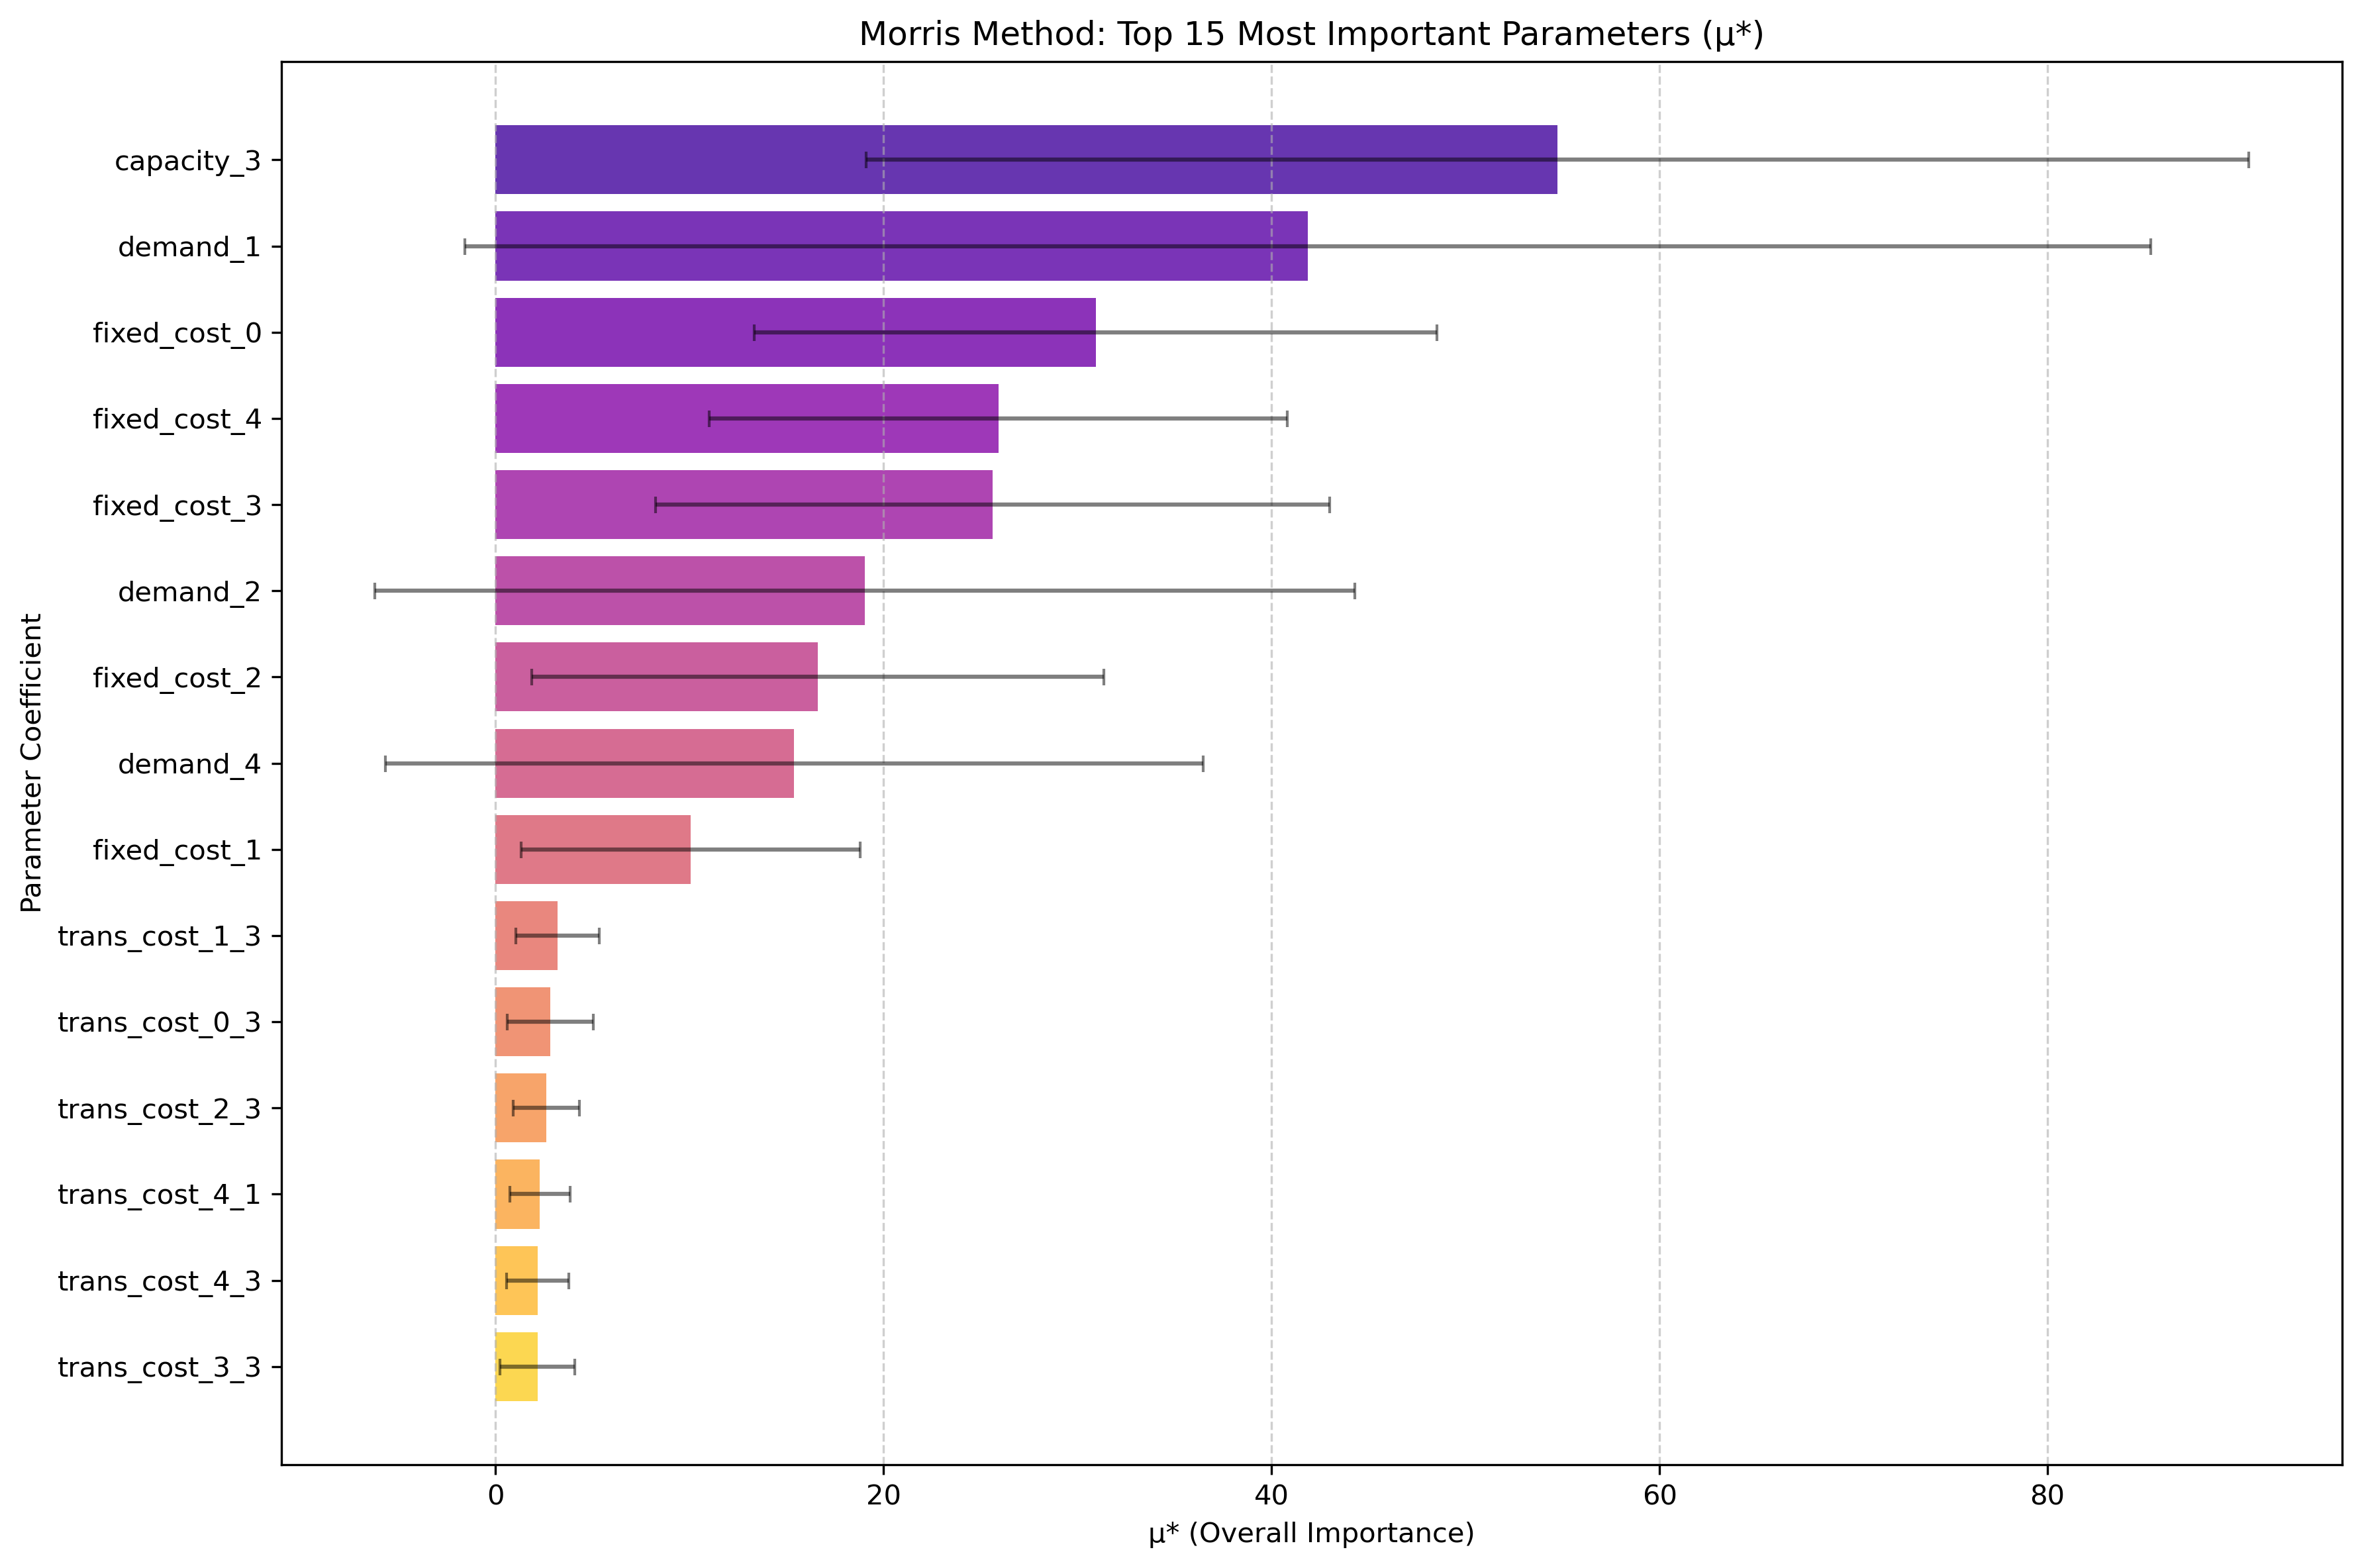 Morris Method: Top 15 Most Important Parameters (μ*)
Parameter Coefficient
capacity_3
demand_1
fixed_cost_0
fixed_cost_4
fixed_cost_3
demand_2
fixed_cost_2
demand_4
fixed_cost_1
trans_cost_1_3
trans_cost_0_3
trans_cost_2_3
trans_cost_4_1
trans_cost_4_3
trans_cost_3_3
0 20 40 60 80
μ* (Overall Importance)